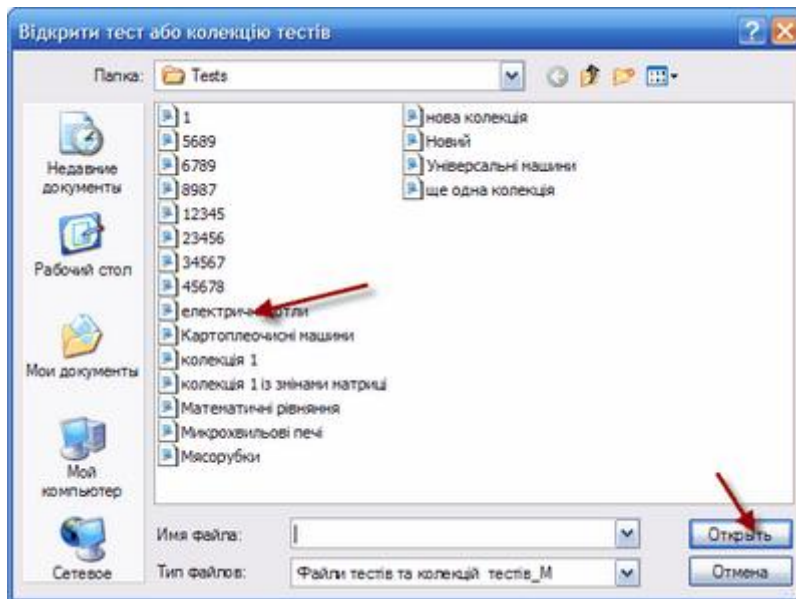 Відкрити тест або колекцію тестів
Папка: Tests
Недавние документы
Рабочий стол
Мои документы
Мой компьютер
Сетевое
1
5689
6789
8987
12345
23456
34567
45678
електричні
Картоплеочисні машини
колекція 1
колекція 1 із змінами матриці
Математичні рівняння
Микрохвильові печі
Мясорубки
нова колекція
Новий
Універсальні машини
ще одна колекція
Имя файла:
Открыть
Тип файлов: Файли тестів та колекцій тестів_М
Отмена